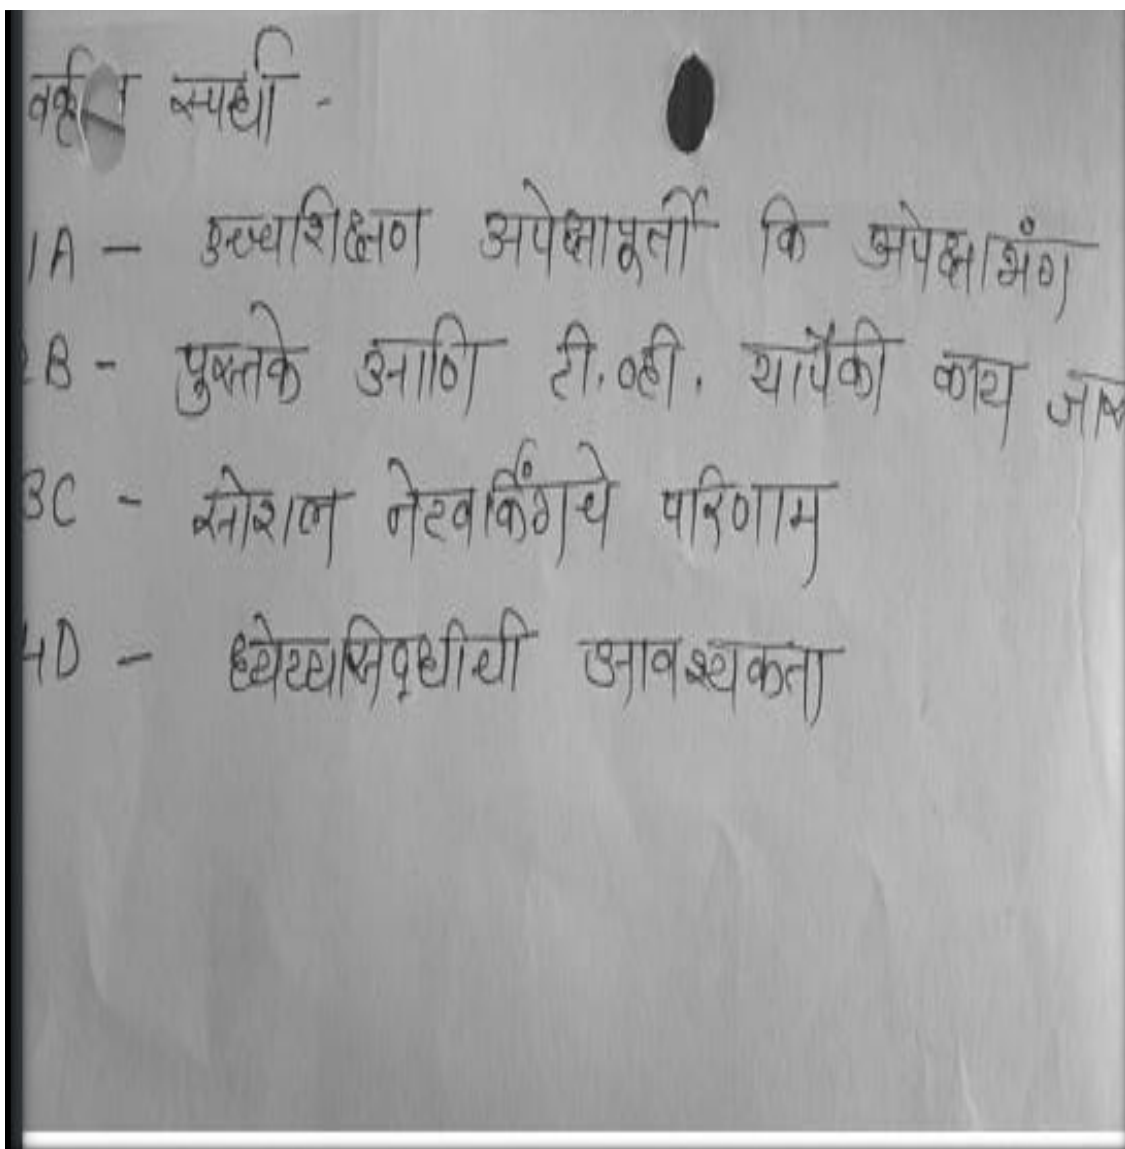 स्पर्धा -
1A - उच्चशिक्षण अपेक्षापूर्ती कि अपेक्षाभंग
2B - पुस्तके आणि टी.व्ही. यापैकी काय
3C - सोशल नेटवर्किंगचे परिणाम
4D - ध्येय्यसिद्धीची आवश्यकता